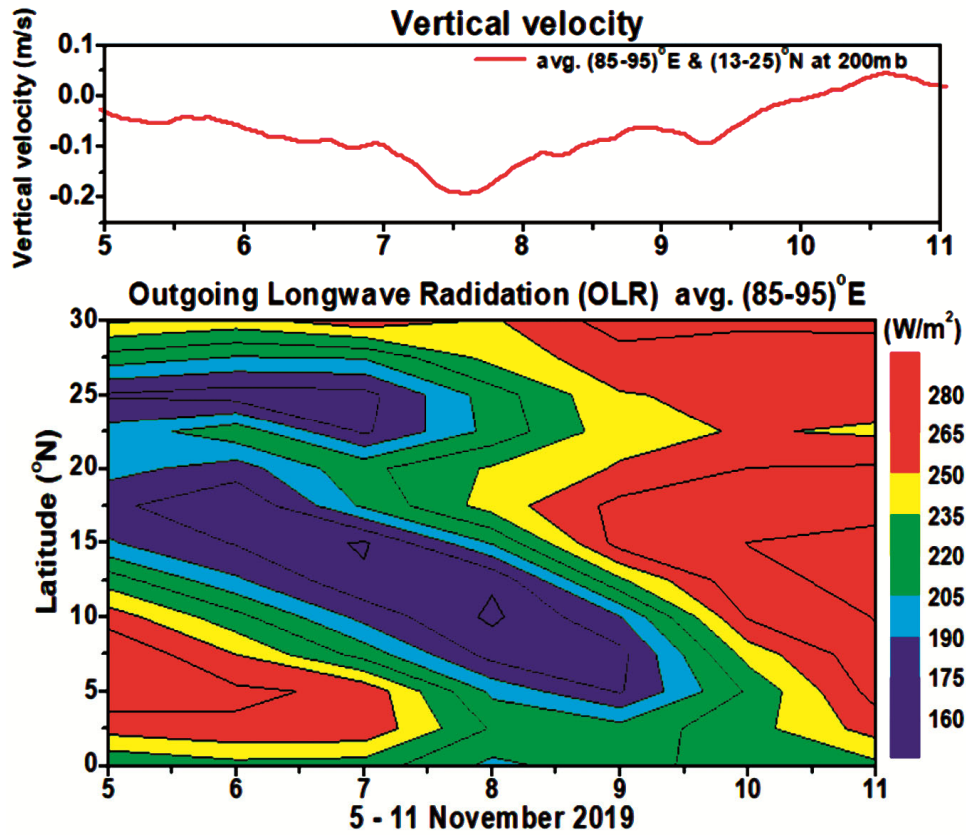 Vertical velocity
Vertical velocity (m/s)
0.1
0.0
-0.1
-0.2
avg. (85-95)°E & (13-25)°N at 200mb
5 6 7 8 9 10 11
Outgoing Longwave Radidation (OLR) avg. (85-95)°E
Latitude (°N)
30
25
20
15
10
5
0
(W/m²)
280
265
250
235
220
205
190
175
160
5 6 7 8 9 10 11
5 - 11 November 2019